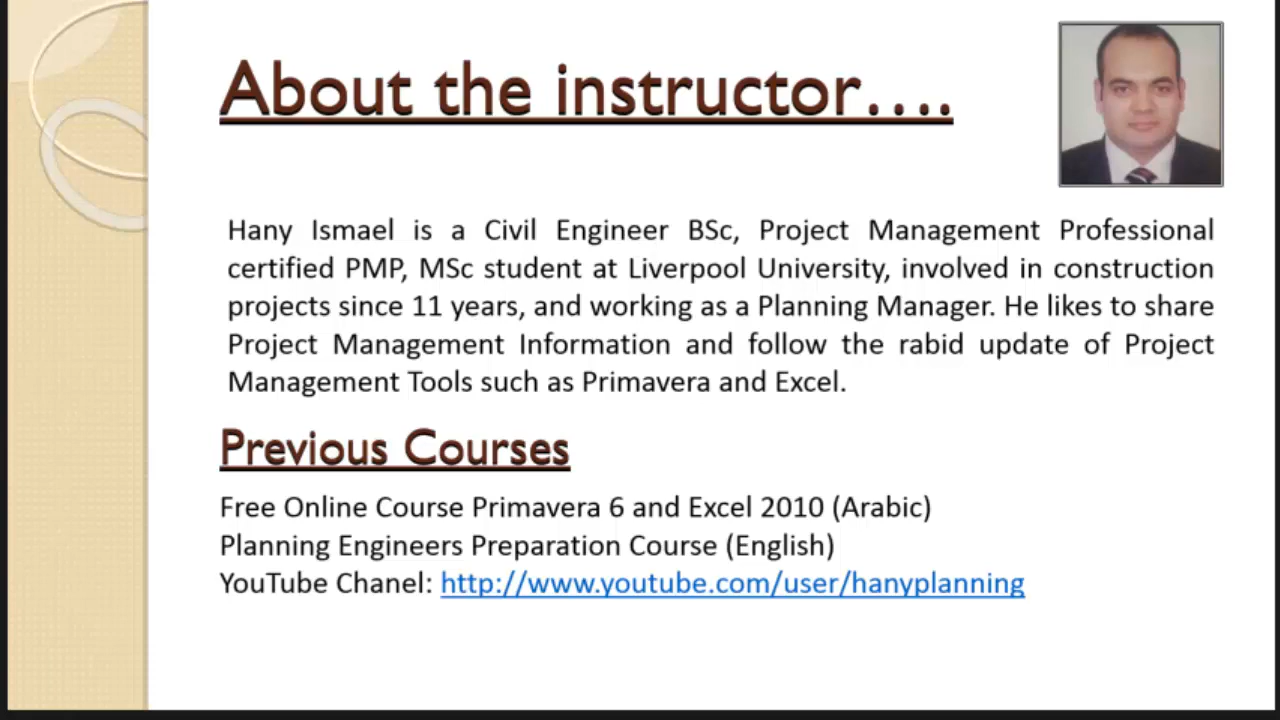 About the instructor….
Hany Ismael is a Civil Engineer BSc, Project Management Professional
certified PMP, MSc student at Liverpool University, involved in construction
projects since 11 years, and working as a Planning Manager. He likes to share
Project Management Information and follow the rabid update of Project
Management Tools such as Primavera and Excel.
Previous Courses
Free Online Course Primavera 6 and Excel 2010 (Arabic)
Planning Engineers Preparation Course (English)
YouTube Chanel: http://www.youtube.com/user/hanyplanning